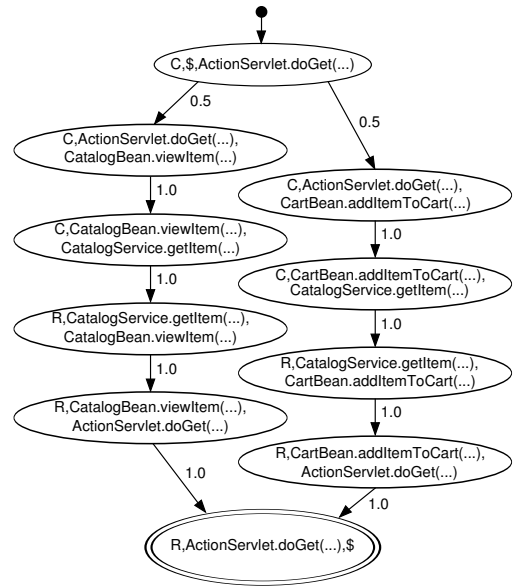 C,$,ActionServlet.doGet(...)
0.5
0.5
C,ActionServlet.doGet(...),
CatalogBean.viewItem(...)
1.0
C,CatalogBean.viewItem(...),
CatalogService.getItem(...)
1.0
R,CatalogService.getItem(...),
CatalogBean.viewItem(...)
1.0
R,CatalogBean.viewItem(...),
ActionServlet.doGet(...)
1.0
C,ActionServlet.doGet(...),
CartBean.addItemToCart(...)
1.0
C,CartBean.addItemToCart(...),
CatalogService.getItem(...)
1.0
R,CatalogService.getItem(...),
CartBean.addItemToCart(...)
1.0
R,CartBean.addItemToCart(...),
ActionServlet.doGet(...)
1.0
R,ActionServlet.doGet(...),$